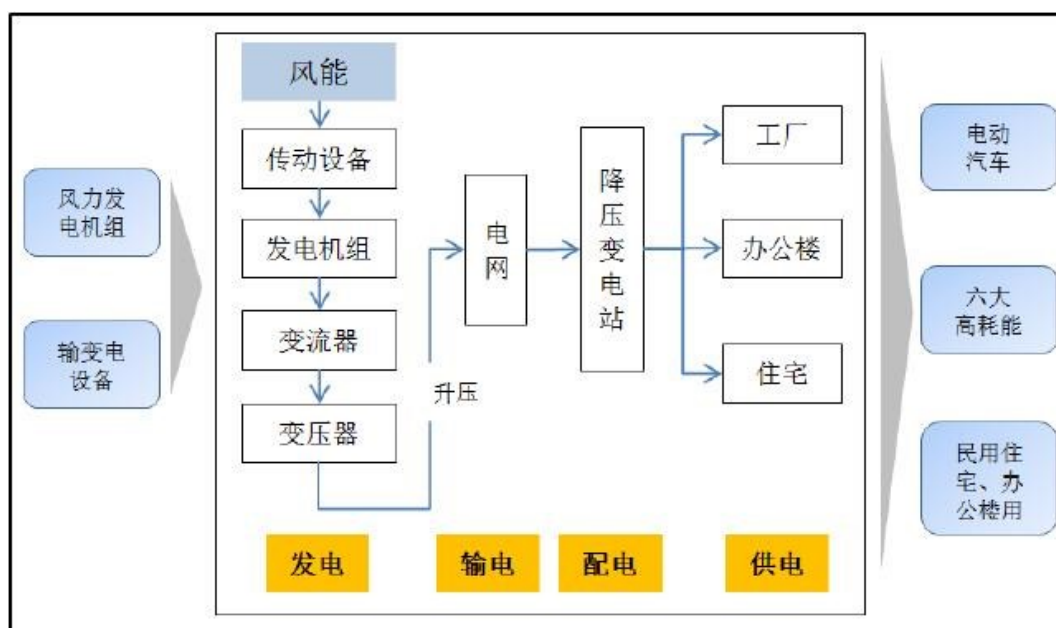 风力发
电机组
输变电
设备
风能
传动设备
发电机组
变流器
变压器
升压
电
网
降
压
变
电
站
工厂
办公楼
住宅
发电
输电
配电
供电
电动
汽车
六大
高耗能
民用住
宅、办
公楼用